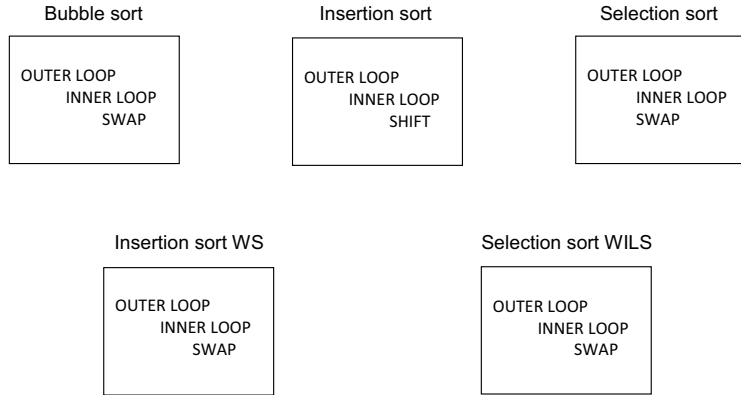 Bubble sort
OUTER LOOP
INNER LOOP
SWAP
Insertion sort
OUTER LOOP
INNER LOOP
SHIFT
Selection sort
OUTER LOOP
INNER LOOP
SWAP
Insertion sort WS
OUTER LOOP
INNER LOOP
SWAP
Selection sort WILS
OUTER LOOP
INNER LOOP
SWAP